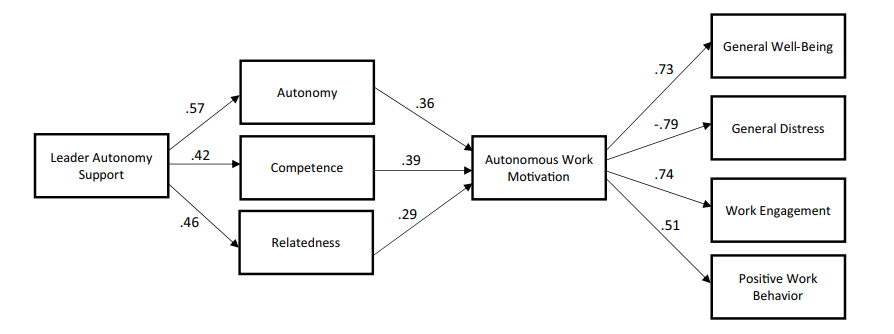 General Well-Being
.73
Autonomy
.57
.36
-.79
General Distress
Leader Autonomy
Support
.42
Competence
.39
Autonomous Work
Motivation
.74
Work Engagement
.46
Relatedness
.29
.51
Positive Work
Behavior